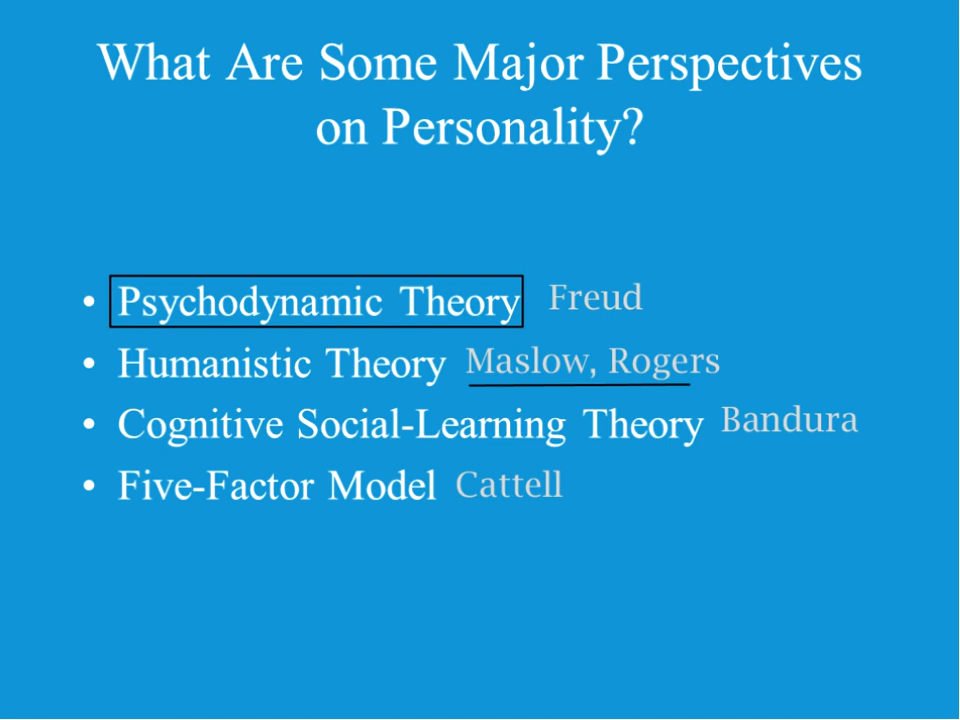 What Are Some Major Perspectives
on Personality?
• Psychodynamic Theory Freud
• Humanistic Theory Maslow, Rogers
• Cognitive Social-Learning Theory Bandura
• Five-Factor Model Cattell